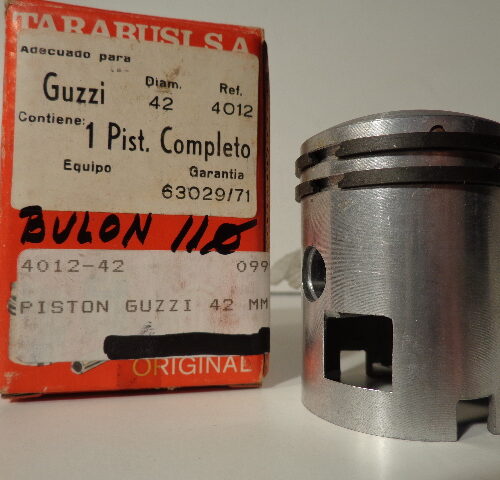 TARABUSI S.A
Adecuado para
Guzzi Diam. 42 Ref. 4012
Contiene: 1 Pist. Completo
Equipo Garantia
63029/71
BULON 11Ø
4012-42 099
PISTON GUZZI 42 MM
ORIGINAL